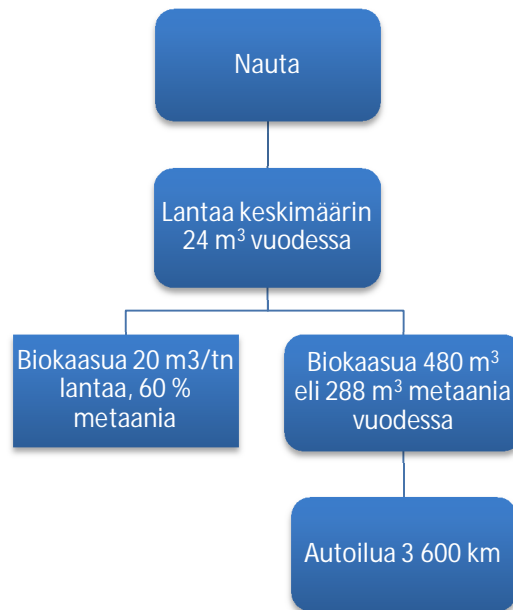 Nauta
Lantaa keskimäärin
24 m³ vuodessa
Biokaasua 20 m3/tn
lantaa, 60 %
metaania
Biokaasua 480 m³
eli 288 m³ metaania
vuodessa
Autoilua 3 600 km